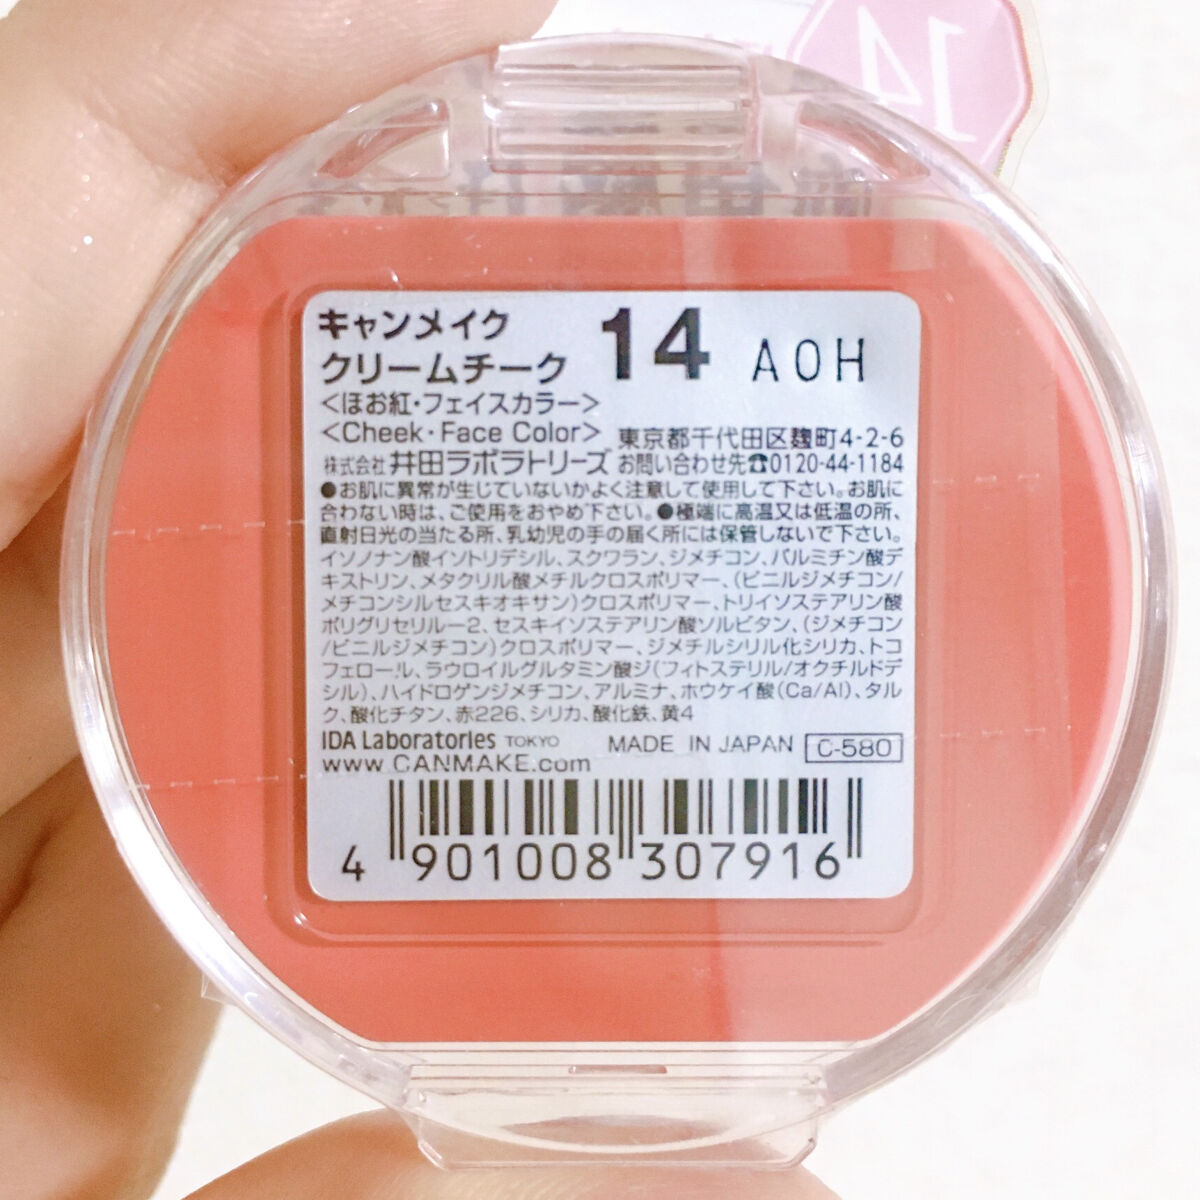 14
キャンメイク 14 AOH
クリームチーク
<ほお紅・フェイスカラー>
<Cheek・Face Color> 東京都千代田区麹町4-2-6
株式会社 井田ラボラトリーズ お問い合わせ先☎0120-44-1184
●お肌に異常が生じていないかよく注意して使用して下さい。お肌に
合わない時は、ご使用をおやめ下さい。●極端に高温又は低温の所、
直射日光の当たる所、乳幼児の手の届く所には保管しないで下さい。
イソノナン酸イソトリデシル、スクワラン、ジメチコン、パルミチン酸デ
キストリン、メタクリル酸メチルクロスポリマー、(ビニルジメチコン/
メチコンシルセスキオキサン)クロスポリマー、トリイソステアリン酸
ポリグリセリル-2、セスキイソステアリン酸ソルビタン、(ジメチコン
/ビニルジメチコン)クロスポリマー、ジメチルシリル化シリカ、トコ
フェロール、ラウロイルグルタミン酸ジ(フィトステリル/オクチルドデ
シル)、ハイドロゲンジメチコン、アルミナ、ホウケイ酸(Ca/Al)、タル
ク、酸化チタン、赤226、シリカ、酸化鉄、黄4
IDA Laboratories TOKYO MADE IN JAPAN C-580
www.CANMAKE.com
4 901008 307916